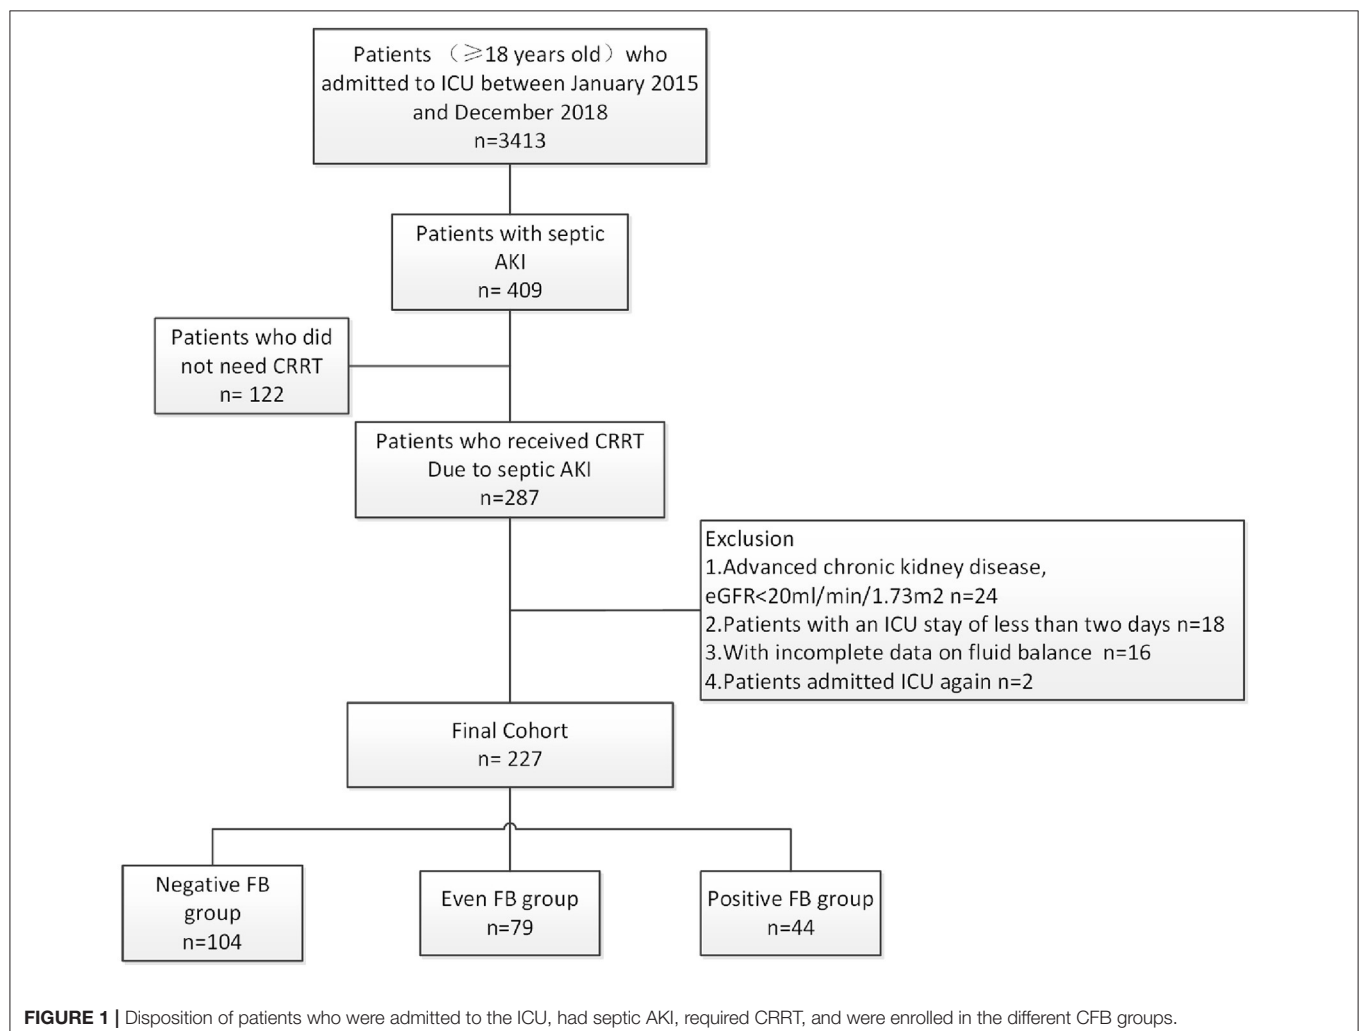 Patients （≥18 years old）who
admitted to ICU between January 2015
and December 2018
n=3413
Patients with septic
AKI
n= 409
Patients who did
not need CRRT
n= 122
Patients who received CRRT
Due to septic AKI
n=287
Exclusion
1.Advanced chronic kidney disease,
eGFR<20ml/min/1.73m2 n=24
2.Patients with an ICU stay of less than two days n=18
3.With incomplete data on fluid balance  n=16
4.Patients admitted ICU again n=2
Final Cohort
n= 227
Negative FB
group
n=104
Even FB group
n=79
Positive FB group
n=44
FIGURE 1 | Disposition of patients who were admitted to the ICU, had septic AKI, required CRRT, and were enrolled in the different CFB groups.